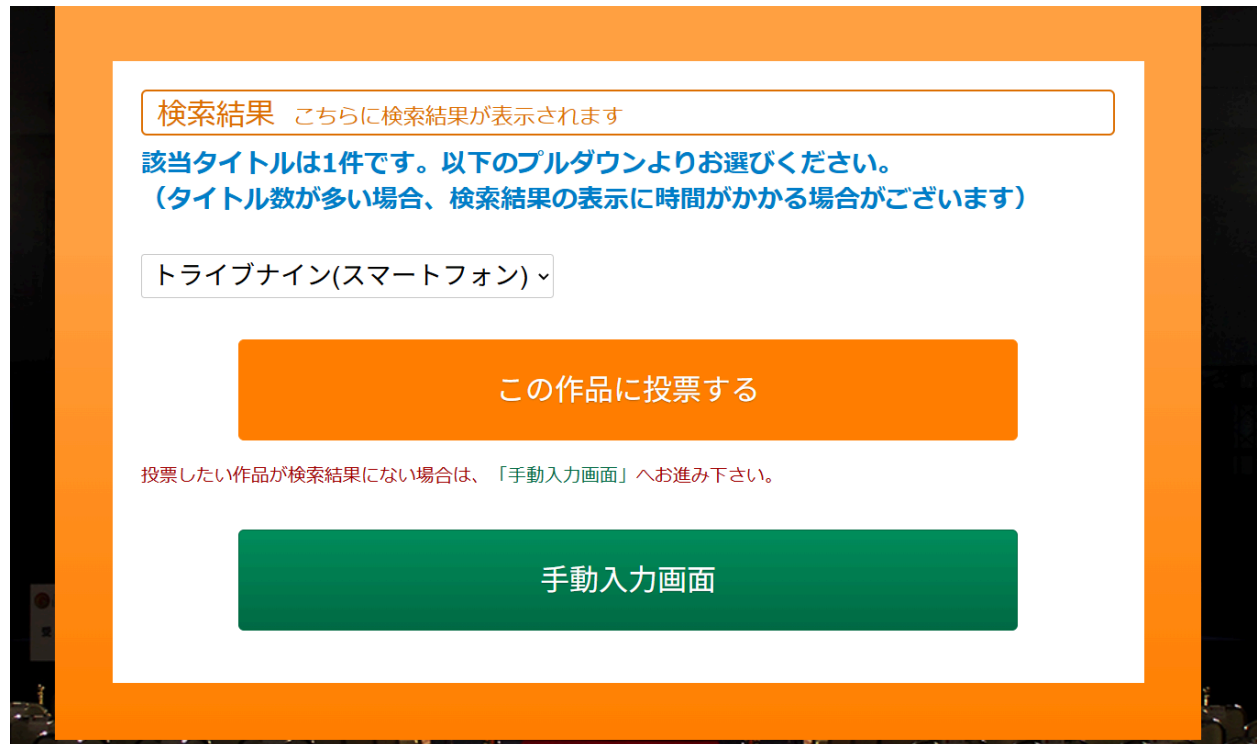 検索結果 こちらに検索結果が表示されます
該当タイトルは1件です。以下のプルダウンよりお選びください。
（タイトル数が多い場合、検索結果の表示に時間がかかる場合がございます）
トライブナイン(スマートフォン)
この作品に投票する
投票したい作品が検索結果にない場合は、「手動入力画面」へお進み下さい。
手動入力画面